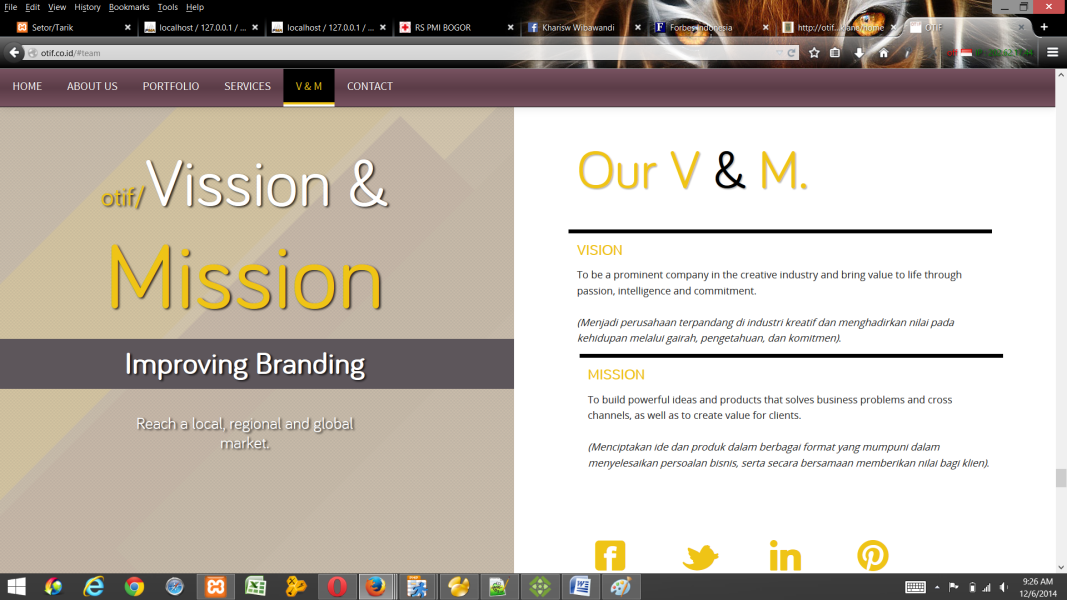 File Edit View History Bookmarks Tools Help
Setor/Tarik
localhost / 127.0.0.1 / ...
localhost / 127.0.0.1 / ...
RS PMI BOGOR
Kharisw Wibawandi
Forbes Indonesia
OTIF
otif.co.id/#team
HOME ABOUT US PORTFOLIO SERVICES V & M CONTACT
otif/Vission &
Mission
Improving Branding
Reach a local, regional and global
market.
Our V & M.
VISION
To be a prominent company in the creative industry and bring value to life through
passion, intelligence and commitment.
(Menjadi perusahaan terpandang di industri kreatif dan menghadirkan nilai pada
kehidupan melalui gairah, pengetahuan, dan komitmen).
MISSION
To build powerful ideas and products that solves business problems and cross
channels, as well as to create value for clients.
(Menciptakan ide dan produk dalam berbagai format yang mumpuni dalam
menyelesaikan persoalan bisnis, serta secara bersamaan memberikan nilai bagi klien).
9:26 AM
12/6/2014